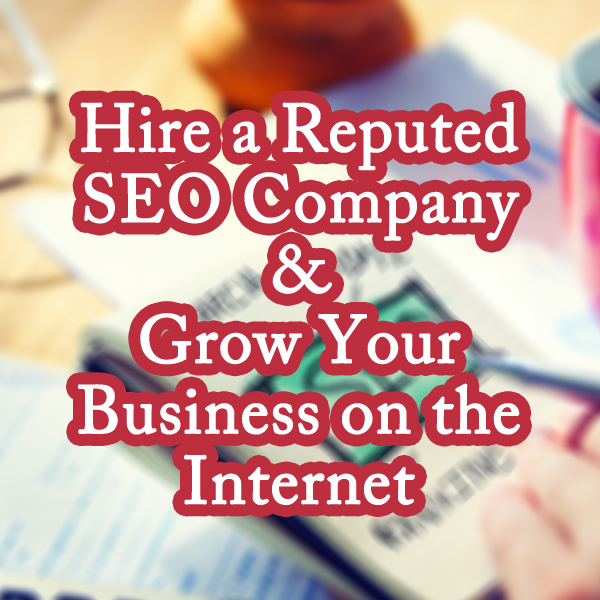 Hire a Reputed
SEO Company
&
Grow Your
Business on the
Internet